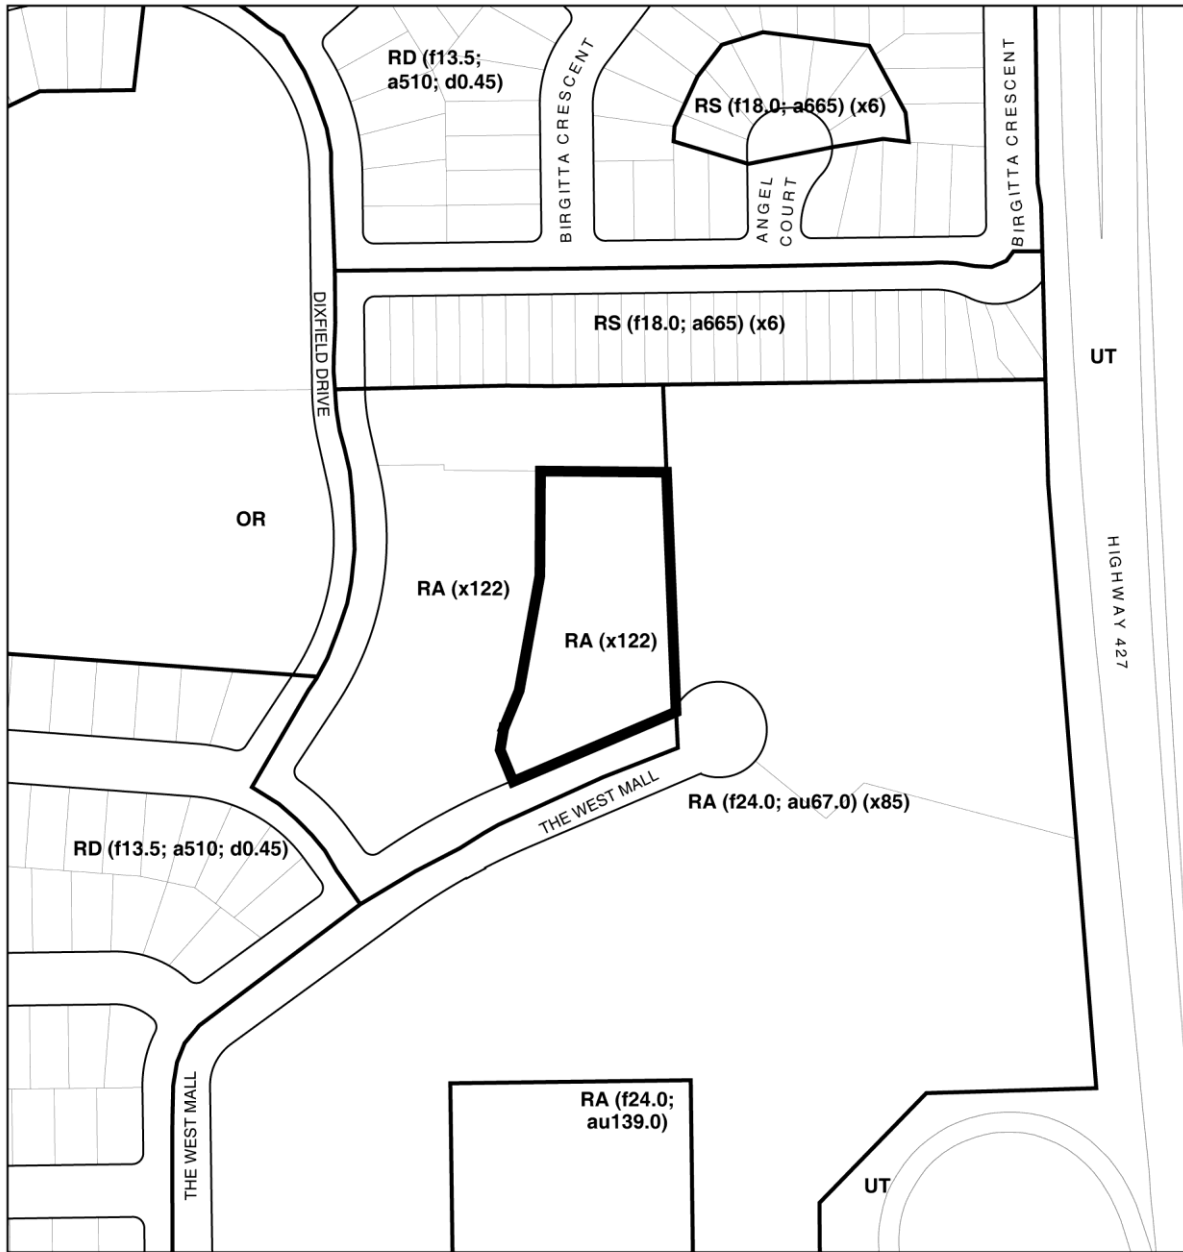 RD (f13.5;
a510; d0.45)
BIRGITTA CRESCENT
RS (f18.0; a665) (x6)
BIRGITTA CRESCENT
ANGEL
COURT
DIXFIELD DRIVE
RS (f18.0; a665) (x6)
UT
OR
HIGHWAY 427
RA (x122)
RA (x122)
THE WEST MALL
RA (f24.0; au67.0) (x85)
RD (f13.5; a510; d0.45)
THE WEST MALL
RA (f24.0;
au139.0)
UT